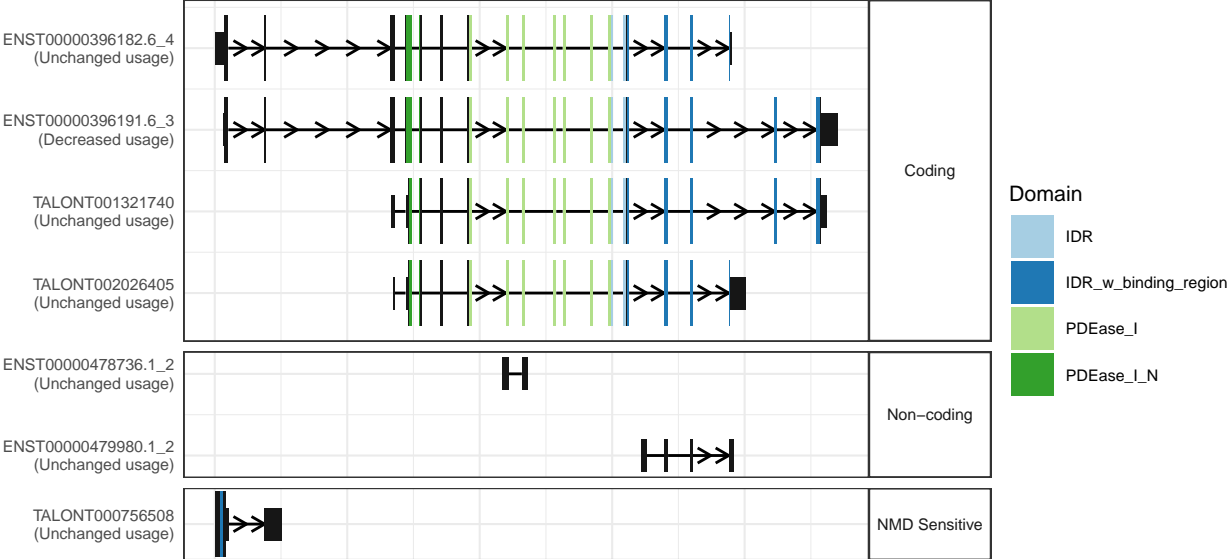 ENST00000396182.6_4
(Unchanged usage)
ENST00000396191.6_3
(Decreased usage)
TALONT001321740
(Unchanged usage)
TALONT002026405
(Unchanged usage)
Coding
ENST00000478736.1_2
(Unchanged usage)
ENST00000479980.1_2
(Unchanged usage)
Non−coding
TALONT000756508
(Unchanged usage)
NMD Sensitive
Domain
IDR
IDR_w_binding_region
PDEase_I
PDEase_I_N